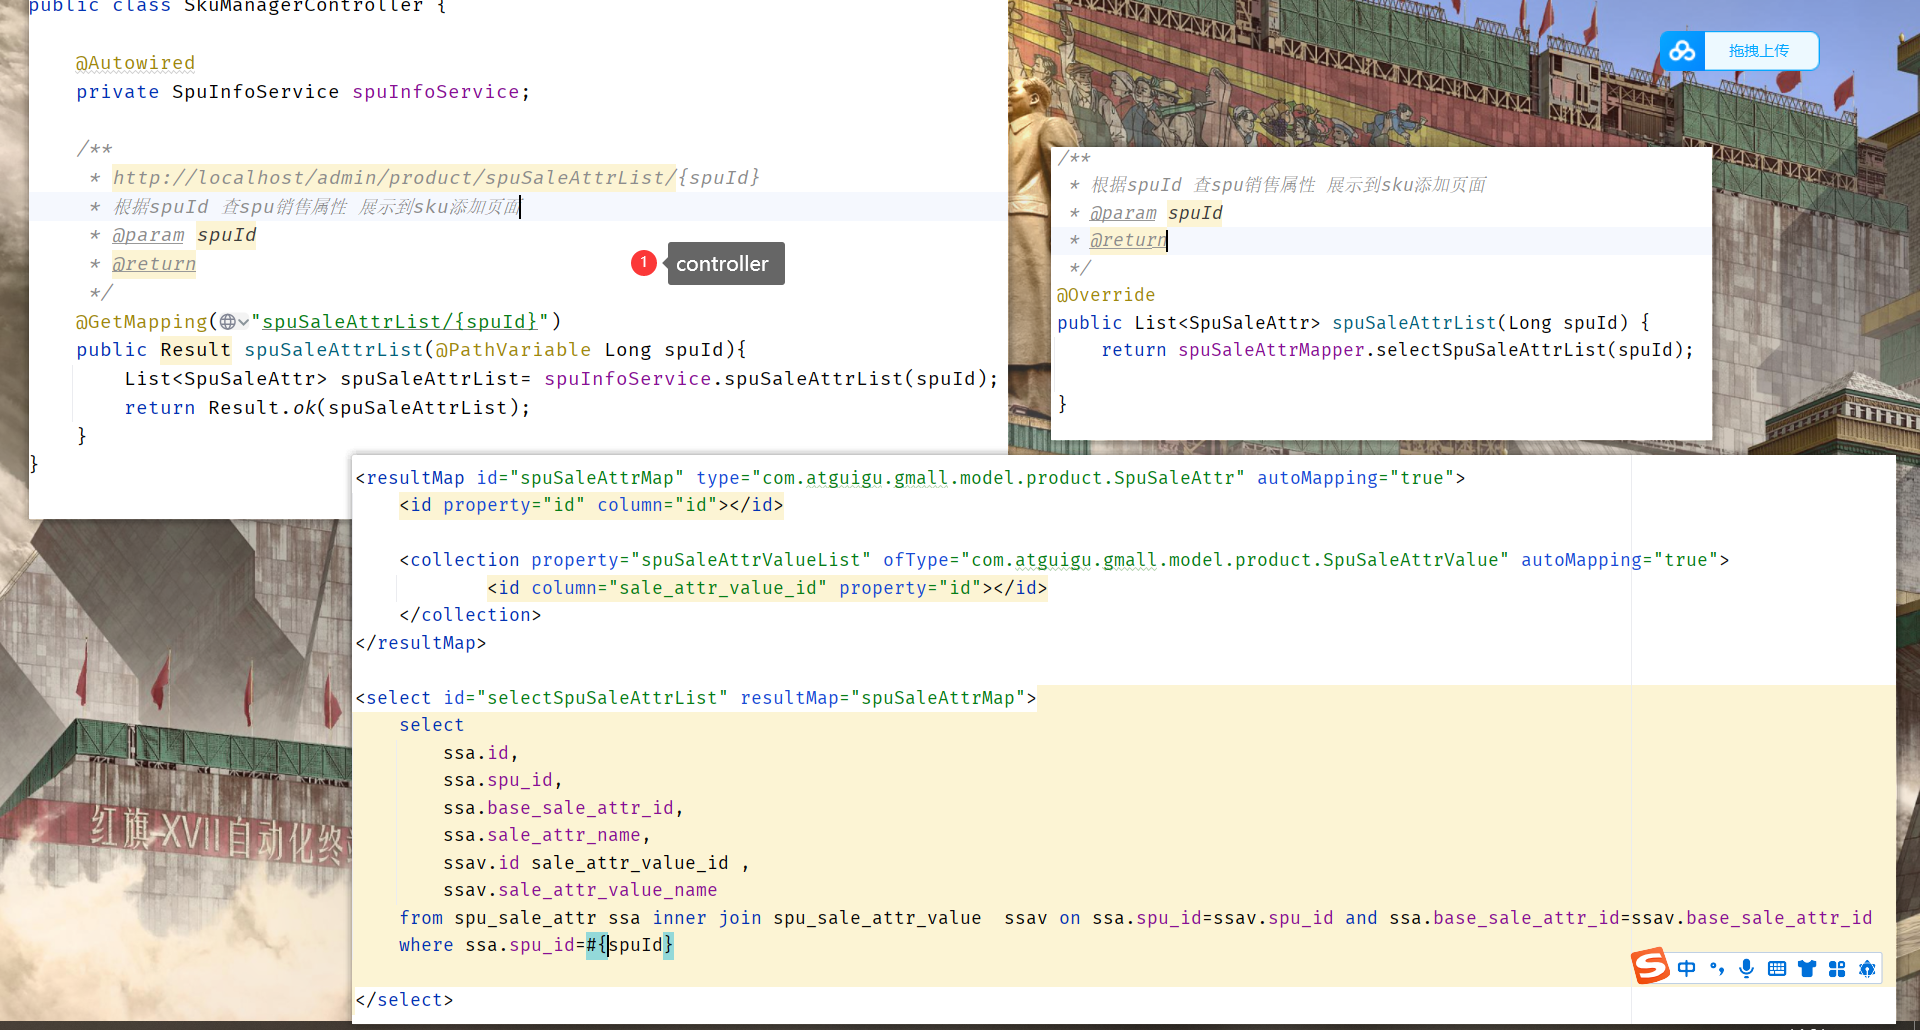 public class SkuManagerController {
@Autowired
private SpuInfoService spuInfoService;
/**
* http://localhost/admin/product/spuSaleAttrList/{spuId}
* 根据spuId 查spu销售属性 展示到sku添加页面
* @param spuId
* @return
*/
@GetMapping("spuSaleAttrList/{spuId}")
public Result spuSaleAttrList(@PathVariable Long spuId){
List<SpuSaleAttr> spuSaleAttrList= spuInfoService.spuSaleAttrList(spuId);
return Result.ok(spuSaleAttrList);
}
}
1 controller
拖拽上传
/**
* 根据spuId 查spu销售属性 展示到sku添加页面
* @param spuId
* @return
*/
@Override
public List<SpuSaleAttr> spuSaleAttrList(Long spuId) {
return spuSaleAttrMapper.selectSpuSaleAttrList(spuId);
}
<resultMap id="spuSaleAttrMap" type="com.atguigu.gmall.model.product.SpuSaleAttr" autoMapping="true">
<id property="id" column="id"></id>
<collection property="spuSaleAttrValueList" ofType="com.atguigu.gmall.model.product.SpuSaleAttrValue" autoMapping="true">
<id column="sale_attr_value_id" property="id"></id>
</collection>
</resultMap>
<select id="selectSpuSaleAttrList" resultMap="spuSaleAttrMap">
select
ssa.id,
ssa.spu_id,
ssa.base_sale_attr_id,
ssa.sale_attr_name,
ssav.id sale_attr_value_id ,
ssav.sale_attr_value_name
from spu_sale_attr ssa inner join spu_sale_attr_value  ssav on ssa.spu_id=ssav.spu_id and ssa.base_sale_attr_id=ssav.base_sale_attr_id
where ssa.spu_id=#{spuId}
</select>
红旗-XVII自动化终
S 中